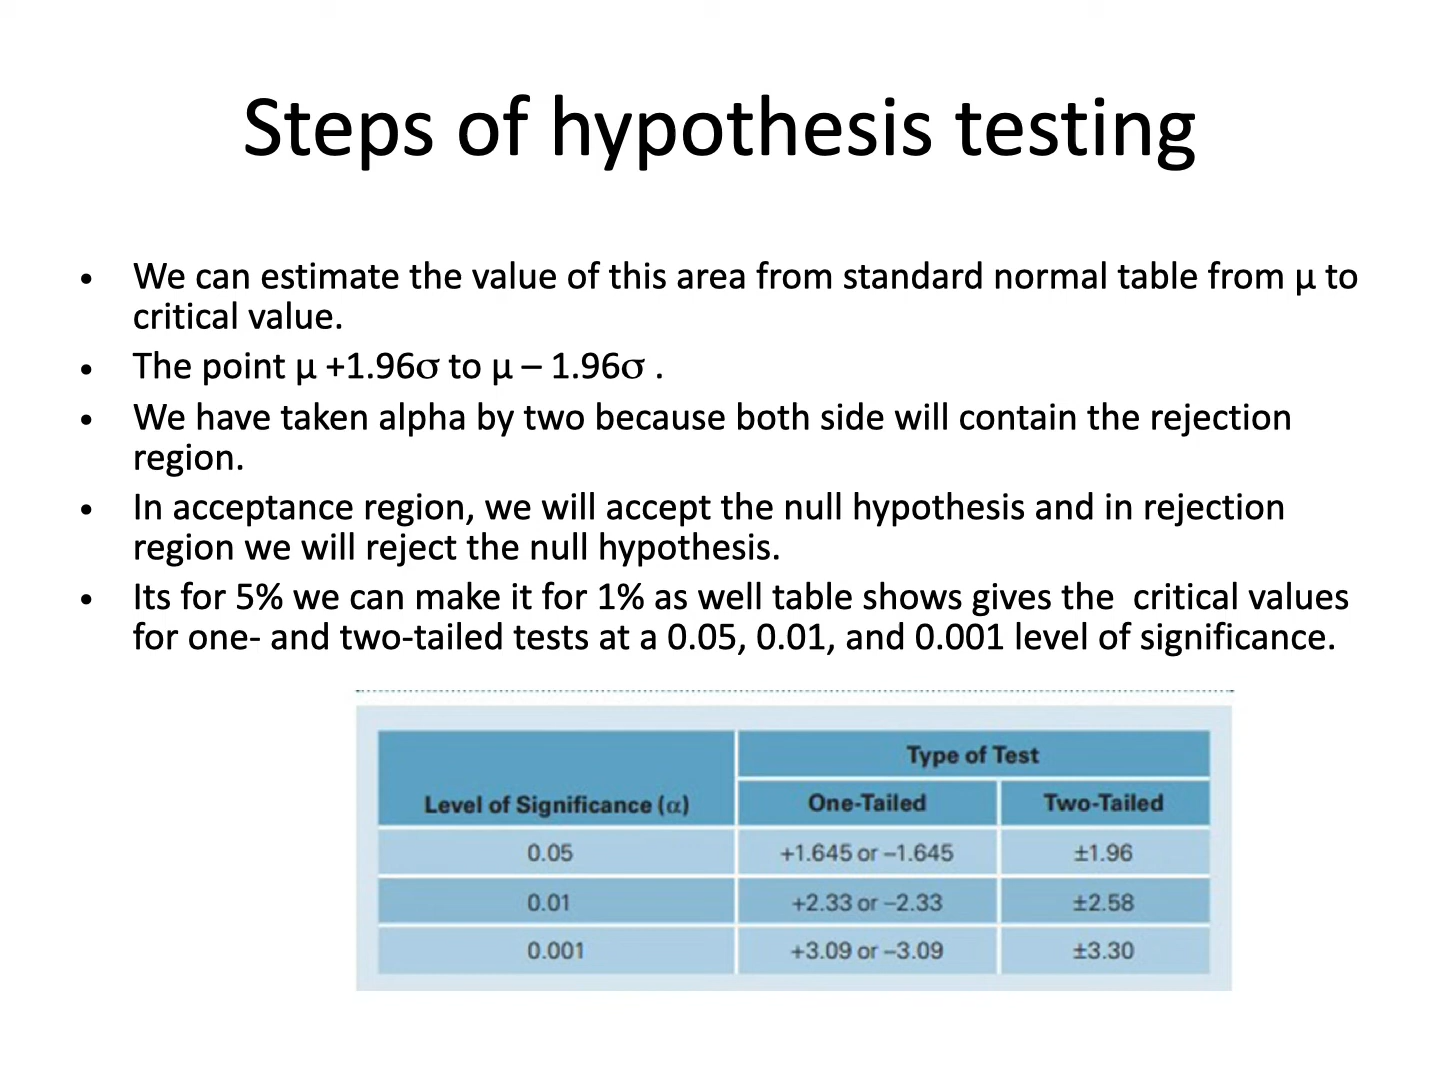 Steps of hypothesis testing
• We can estimate the value of this area from standard normal table from µ to
critical value.
• The point µ +1.96σ to µ – 1.96σ .
• We have taken alpha by two because both side will contain the rejection
region.
• In acceptance region, we will accept the null hypothesis and in rejection
region we will reject the null hypothesis.
• Its for 5% we can make it for 1% as well table shows gives the  critical values
for one- and two-tailed tests at a 0.05, 0.01, and 0.001 level of significance.
Type of Test
Level of Significance (α) One-Tailed Two-Tailed
0.05 +1.645 or –1.645 ±1.96
0.01 +2.33 or –2.33 ±2.58
0.001 +3.09 or –3.09 ±3.30